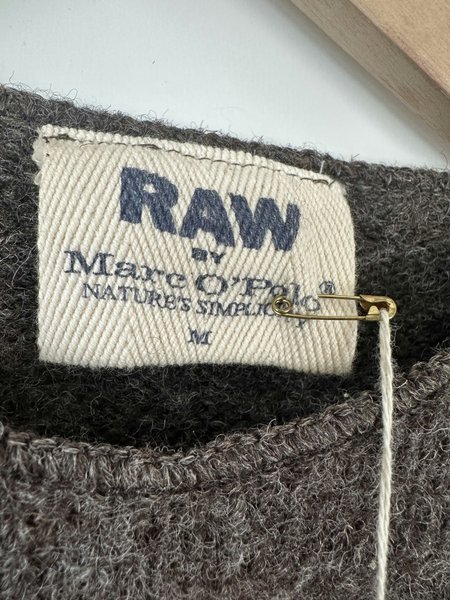 RAW
BY
Marc O'Polo®
NATURE'S SIMPLICITY
M